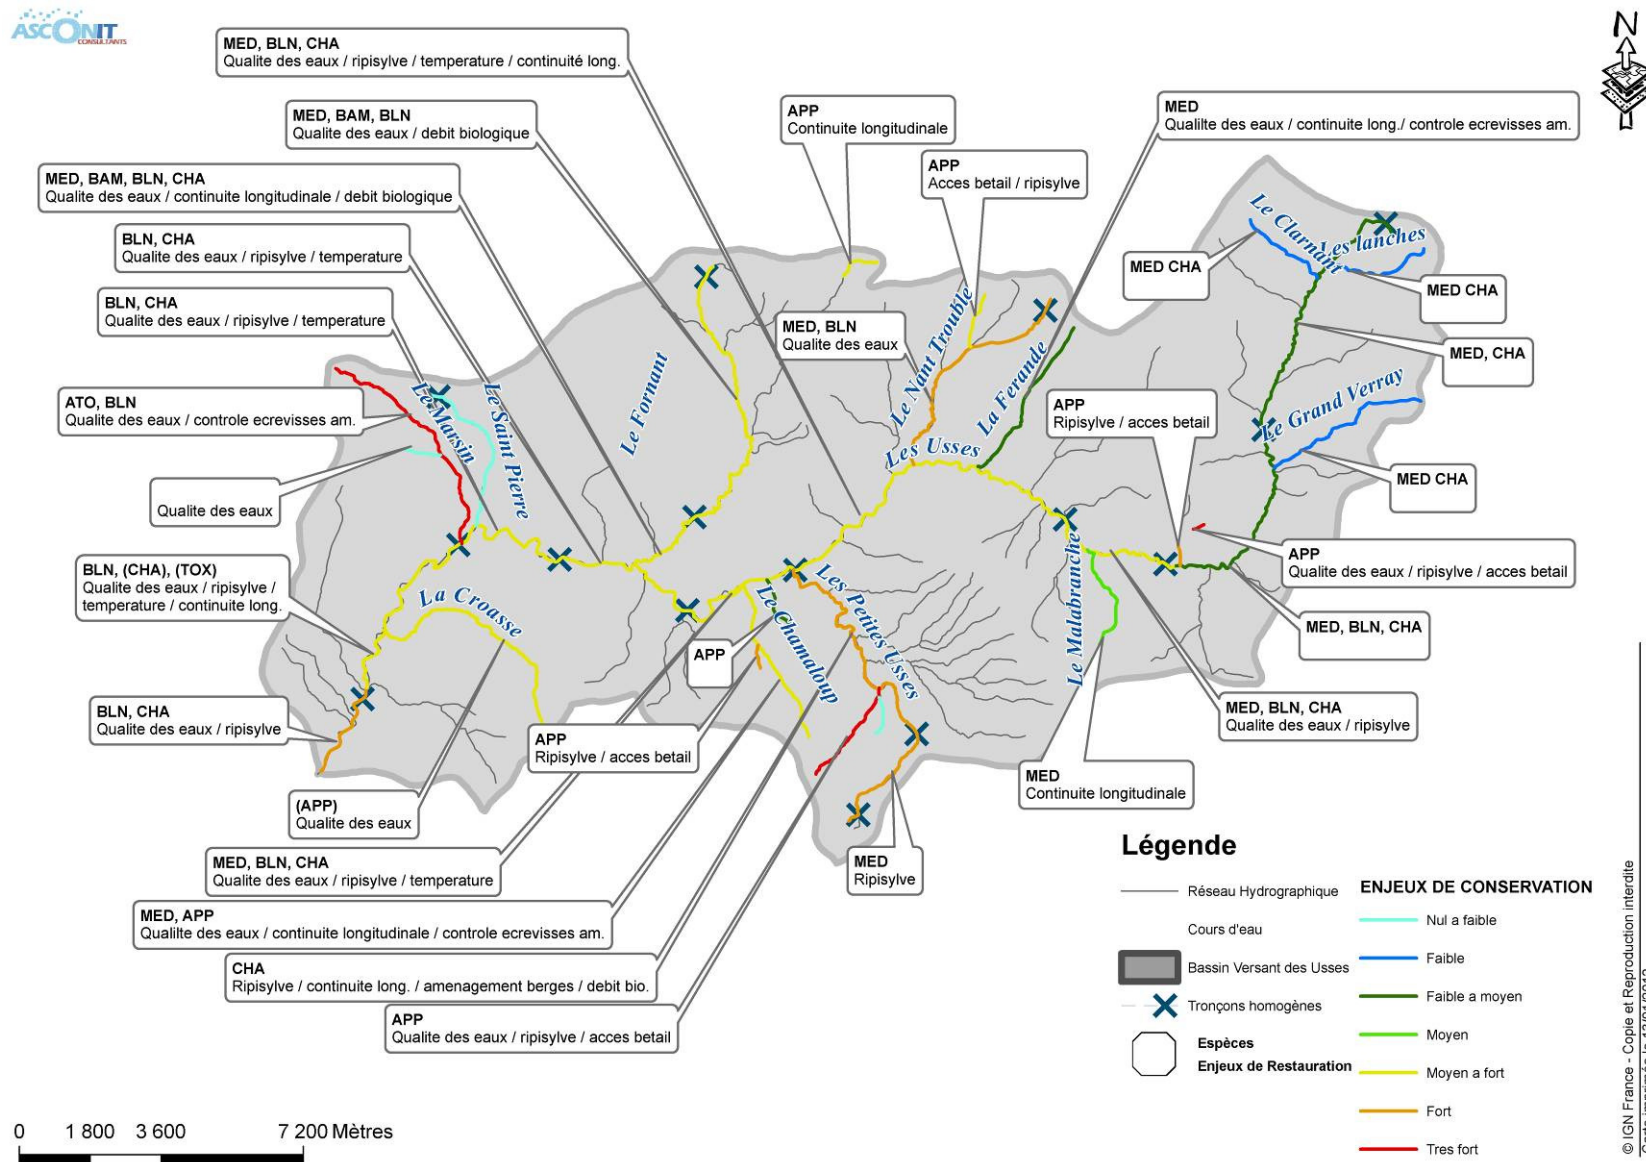 ASCONIT
CONSULTANTS
N
MED, BLN, CHA
Qualite des eaux / ripisylve / temperature / continuité long.
MED, BAM, BLN
Qualite des eaux / debit biologique
APP
Continuite longitudinale
MED
Qualilte des eaux / continuite long./ controle ecrevisses am.
MED, BAM, BLN, CHA
Qualite des eaux / continuite longitudinale / debit biologique
APP
Acces betail / ripisylve
BLN, CHA
Qualite des eaux / ripisylve / temperature
BLN, CHA
Qualite des eaux / ripisylve / temperature
Le Clarnant
Les lanches
MED CHA
MED CHA
MED, BLN
Qualite des eaux
Le Nant Trouble
La Ferande
MED, CHA
Le Fornant
ATO, BLN
Qualite des eaux / controle ecrevisses am.
Le Marsin
Le Saint Pierre
APP
Ripisylve / acces betail
Le Grand Verray
Les Usses
MED CHA
Qualite des eaux
APP
Qualite des eaux / ripisylve / acces betail
BLN, (CHA), (TOX)
Qualite des eaux / ripisylve /
temperature / continuite long.
La Croasse
Le Chamaloup
Les Petites Usses
Le Malabranche
MED, BLN, CHA
APP
BLN, CHA
Qualite des eaux / ripisylve
MED, BLN, CHA
Qualite des eaux / ripisylve
APP
Ripisylve / acces betail
MED
Continuite longitudinale
(APP)
Qualite des eaux
MED, BLN, CHA
Qualite des eaux / ripisylve / temperature
MED
Ripisylve
MED, APP
Qualilte des eaux / continuite longitudinale / controle ecrevisses am.
CHA
Ripisylve / continuite long. / amenagement berges / debit bio.
APP
Qualite des eaux / ripisylve / acces betail
Légende
Réseau Hydrographique
Cours d'eau
Bassin Versant des Usses
Tronçons homogènes
Espèces
Enjeux de Restauration
ENJEUX DE CONSERVATION
Nul a faible
Faible
Faible a moyen
Moyen
Moyen a fort
Fort
Tres fort
0 1 800 3 600 7 200 Mètres
© IGN France - Copie et Reproduction interdite